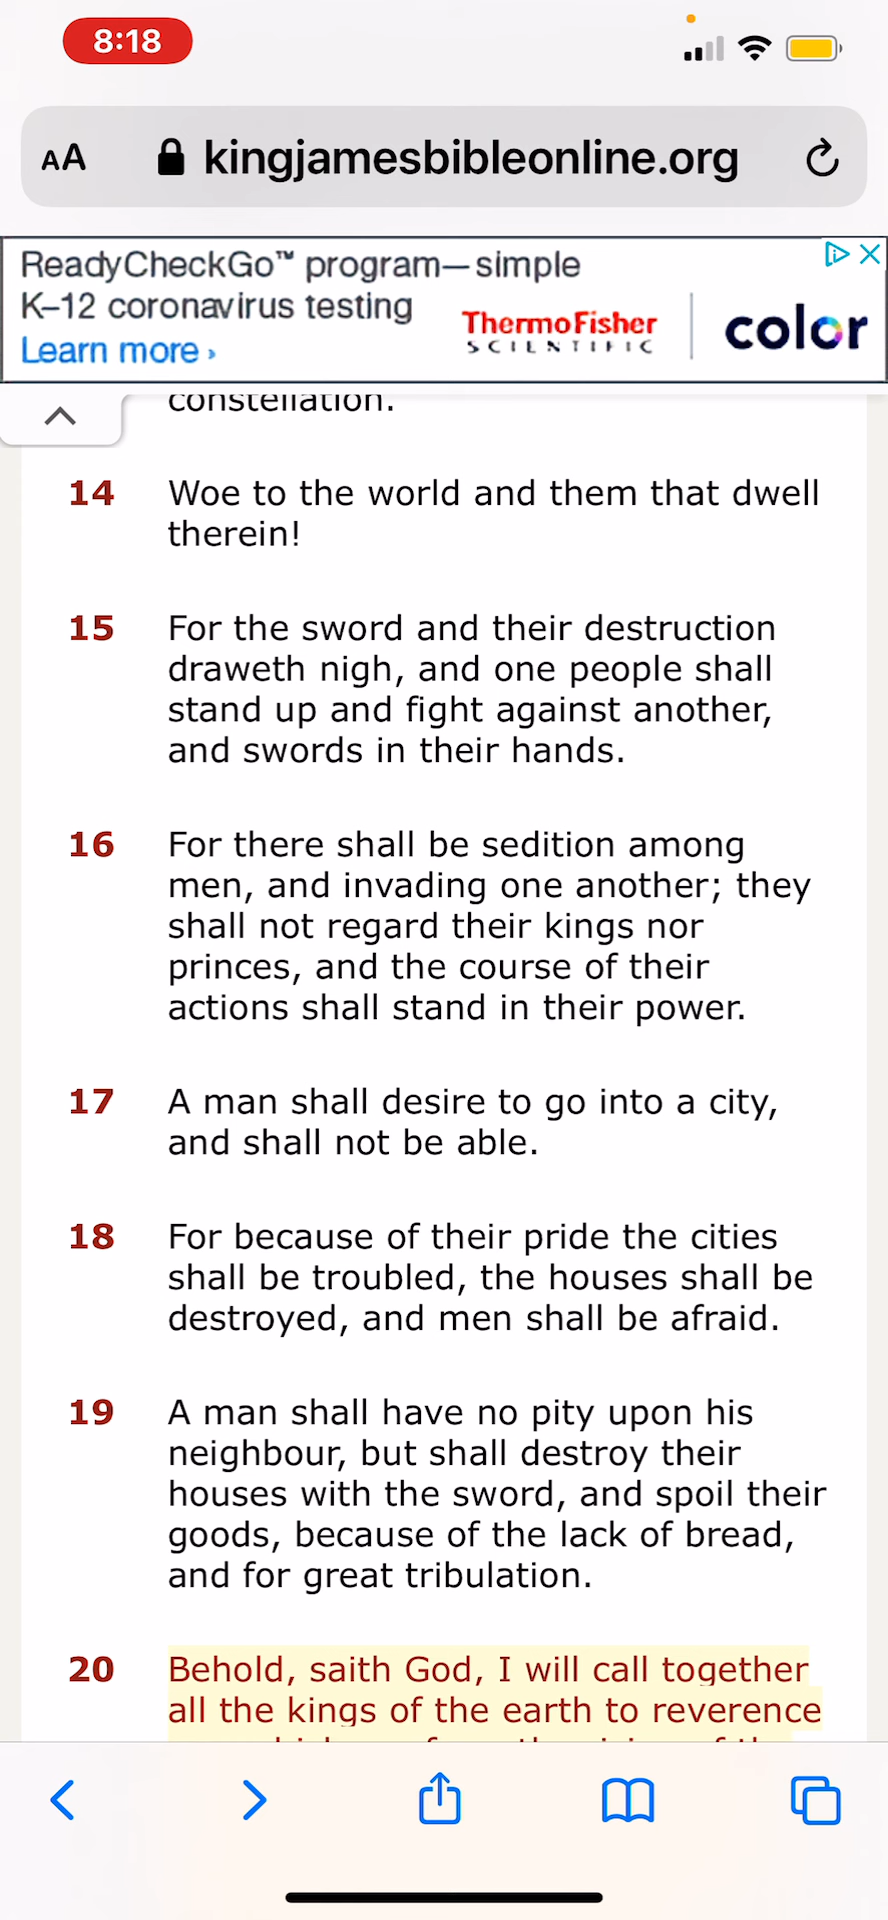 8:18
AA kingjamesbibleonline.org
ReadyCheckGo™ program—simple
K–12 coronavirus testing
Learn more ›
ThermoFisher
SCIENTIFIC
color
constellation.
14 Woe to the world and them that dwell
therein!
15 For the sword and their destruction
draweth nigh, and one people shall
stand up and fight against another,
and swords in their hands.
16 For there shall be sedition among
men, and invading one another; they
shall not regard their kings nor
princes, and the course of their
actions shall stand in their power.
17 A man shall desire to go into a city,
and shall not be able.
18 For because of their pride the cities
shall be troubled, the houses shall be
destroyed, and men shall be afraid.
19 A man shall have no pity upon his
neighbour, but shall destroy their
houses with the sword, and spoil their
goods, because of the lack of bread,
and for great tribulation.
20 Behold, saith God, I will call together
all the kings of the earth to reverence